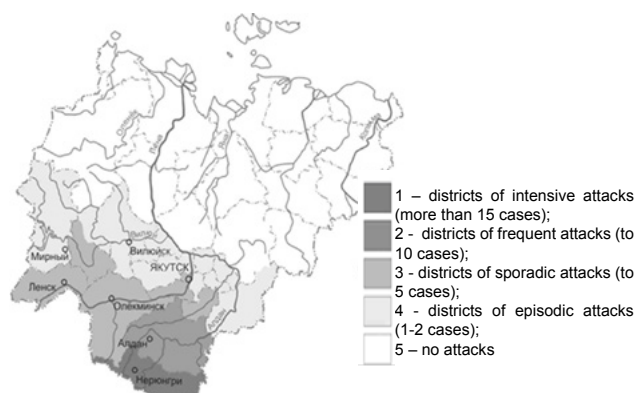 Мирный
Вилюйск
ЯКУТСК
Ленск
Олекминск
Алдан
Алдан
Нерюнгри
1 – districts of intensive attacks
(more than 15 cases);
2 - districts of frequent attacks (to
10 cases);
3 - districts of sporadic attacks (to
5 cases);
4 - districts of episodic attacks
(1-2 cases);
5 – no attacks